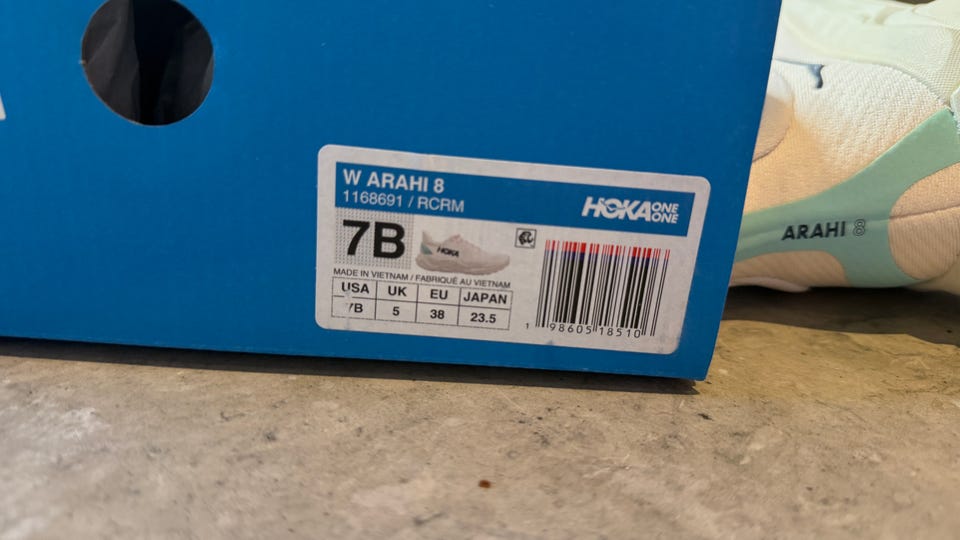 W ARAHI 8
1168691 / RCRM
HOKA ONE ONE
7B
HOKA
MADE IN VIETNAM / FABRIQUÉ AU VIETNAM
USA UK EU JAPAN
7B 5 38 23.5
1 98605 18510
ARAHI 8